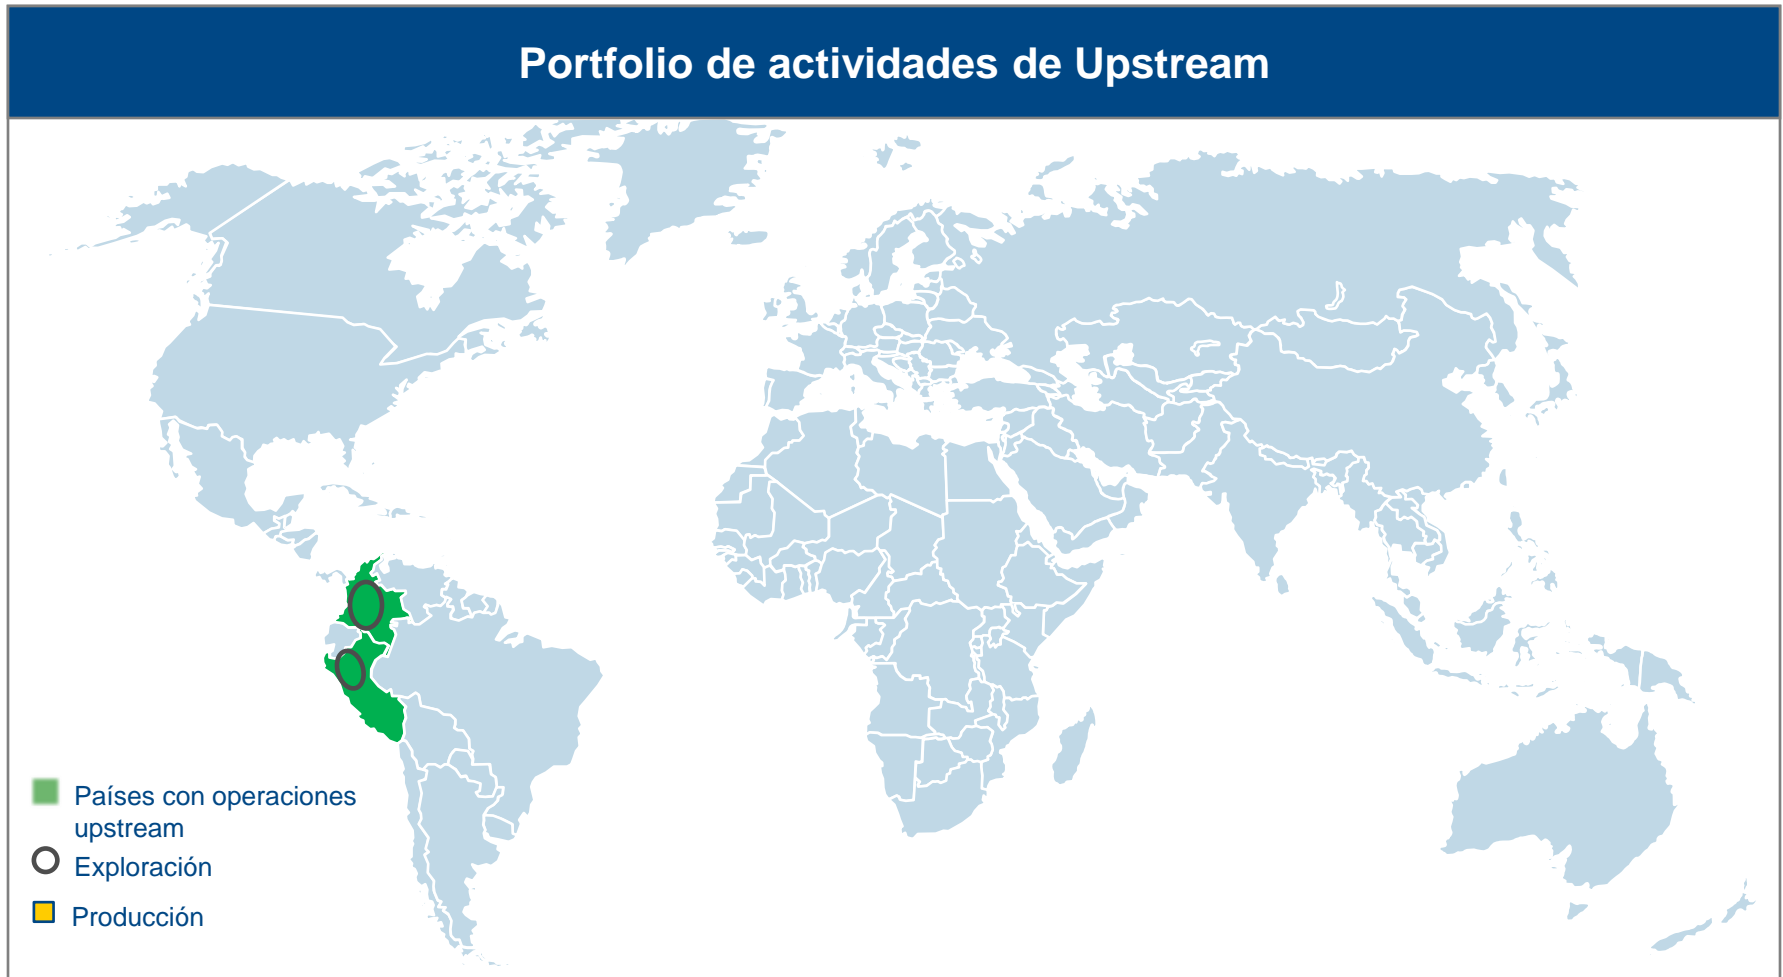 Portfolio de actividades de Upstream
Países con operaciones
upstream
Exploración
Producción